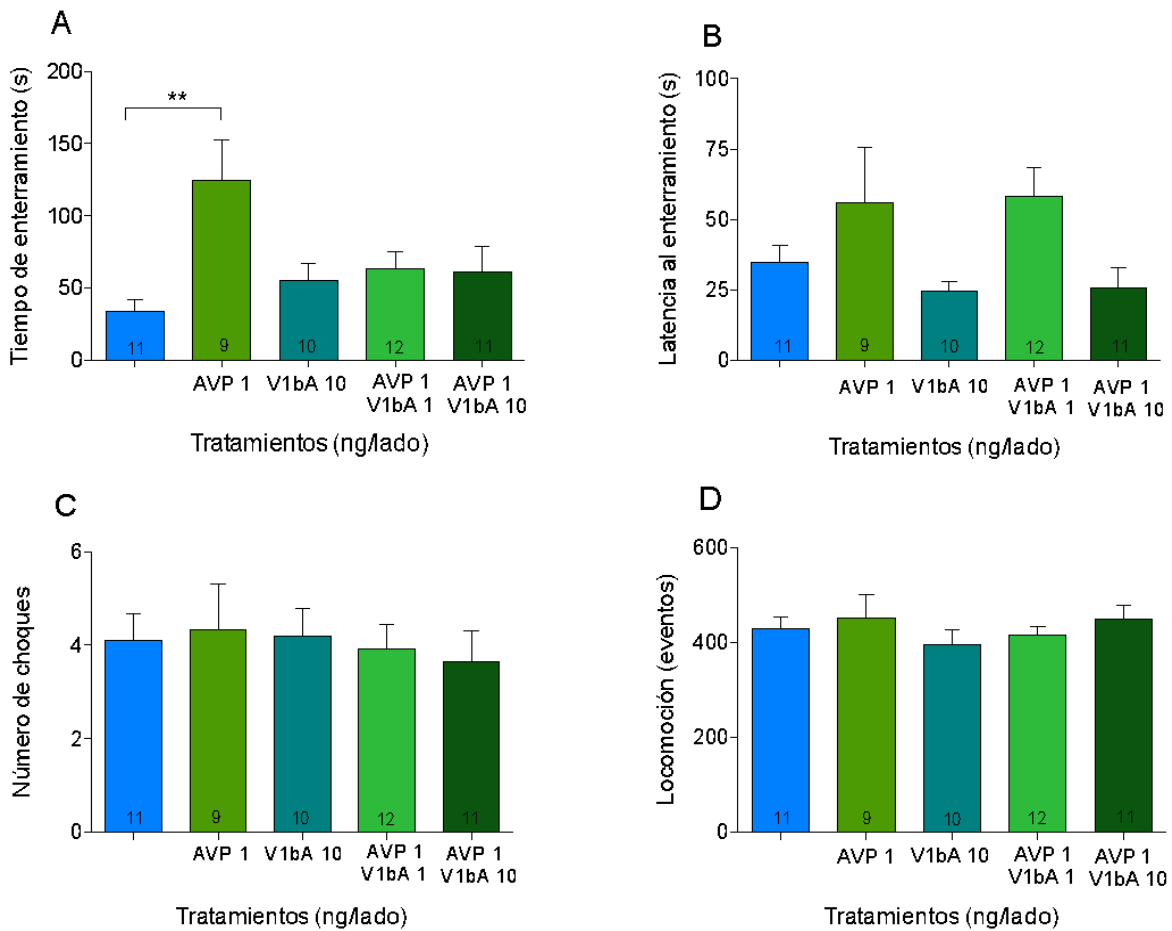 A
Tiempo de enterramiento (s)
200
150
100
50
0
**
11
9
10
12
11
AVP 1
V1bA 10
AVP 1
V1bA 1
AVP 1
V1bA 10
Tratamientos (ng/lado)
B
Latencia al enterramiento (s)
100
75
50
25
0
11
9
10
12
11
AVP 1
V1bA 10
AVP 1
V1bA 1
AVP 1
V1bA 10
Tratamientos (ng/lado)
C
Número de choques
6
4
2
0
11
9
10
12
11
AVP 1
V1bA 10
AVP 1
V1bA 1
AVP 1
V1bA 10
Tratamientos (ng/lado)
D
Locomoción (eventos)
600
400
200
0
11
9
10
12
11
AVP 1
V1bA 10
AVP 1
V1bA 1
AVP 1
V1bA 10
Tratamientos (ng/lado)